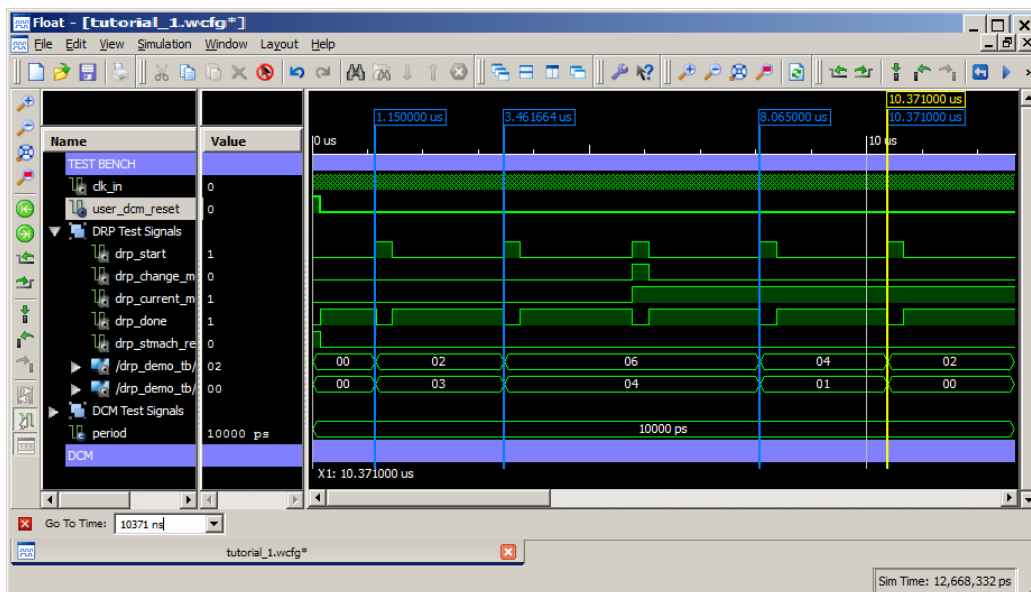 Float - [tutorial_1.wcfg*]
File Edit View Simulation Window Layout Help
10.371000 us
1.150000 us 3.461664 us 8.065000 us 10.371000 us
Name Value
0 us 10 us
TEST BENCH
clk_in 0
user_dcm_reset 0
DRP Test Signals
drp_start 1
drp_change_m 0
drp_current_m 1
drp_done 1
drp_stmach_re 0
/drp_demo_tb/ 02 00 02 06 04 02
/drp_demo_tb/ 00 00 03 04 01 00
DCM Test Signals
period 10000 ps 10000 ps
DCM
X1: 10.371000 us
Go To Time: 10371 ns
tutorial_1.wcfg*
Sim Time: 12,668,332 ps